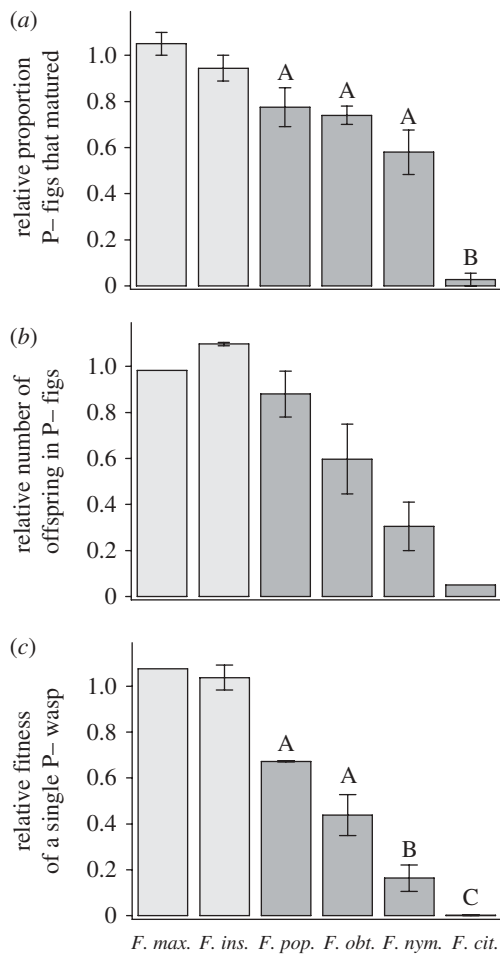 (a)
relative proportion
P– figs that matured
1.0
0.8
0.6
0.4
0.2
0
A
A
A
B
(b)
relative number of
offspring in P– figs
1.0
0.8
0.6
0.4
0.2
0
(c)
relative fitness
of a single P– wasp
1.0
0.8
0.6
0.4
0.2
0
A
A
B
C
F. max. F. ins. F. pop. F. obt. F. nym. F. cit.